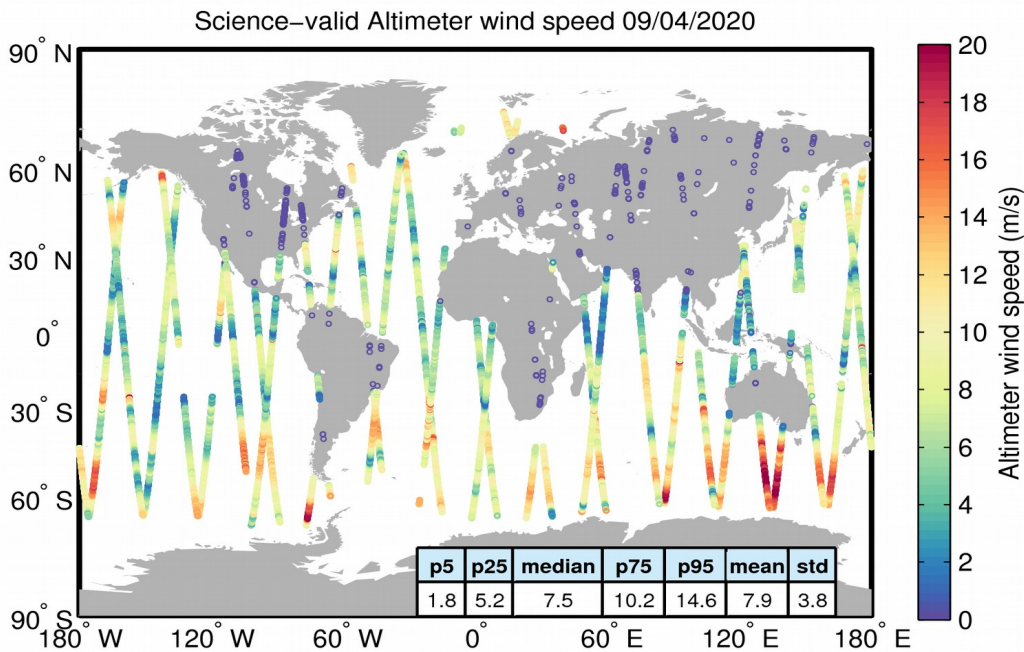 Science−valid Altimeter wind speed 09/04/2020
90° N
60° N
30° N
0°
30° S
60° S
90° S
180° W
120° W
60° W
0°
60° E
120° E
180° E
p5 p25 median p75 p95 mean std
1.8 5.2 7.5 10.2 14.6 7.9 3.8
20
18
16
14
12
10
8
6
4
2
0
Altimeter wind speed (m/s)